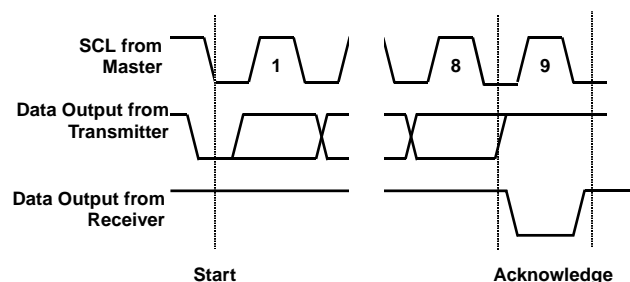 SCL from
Master
1
8
9
Data Output from
Transmitter
Data Output from
Receiver
Start
Acknowledge